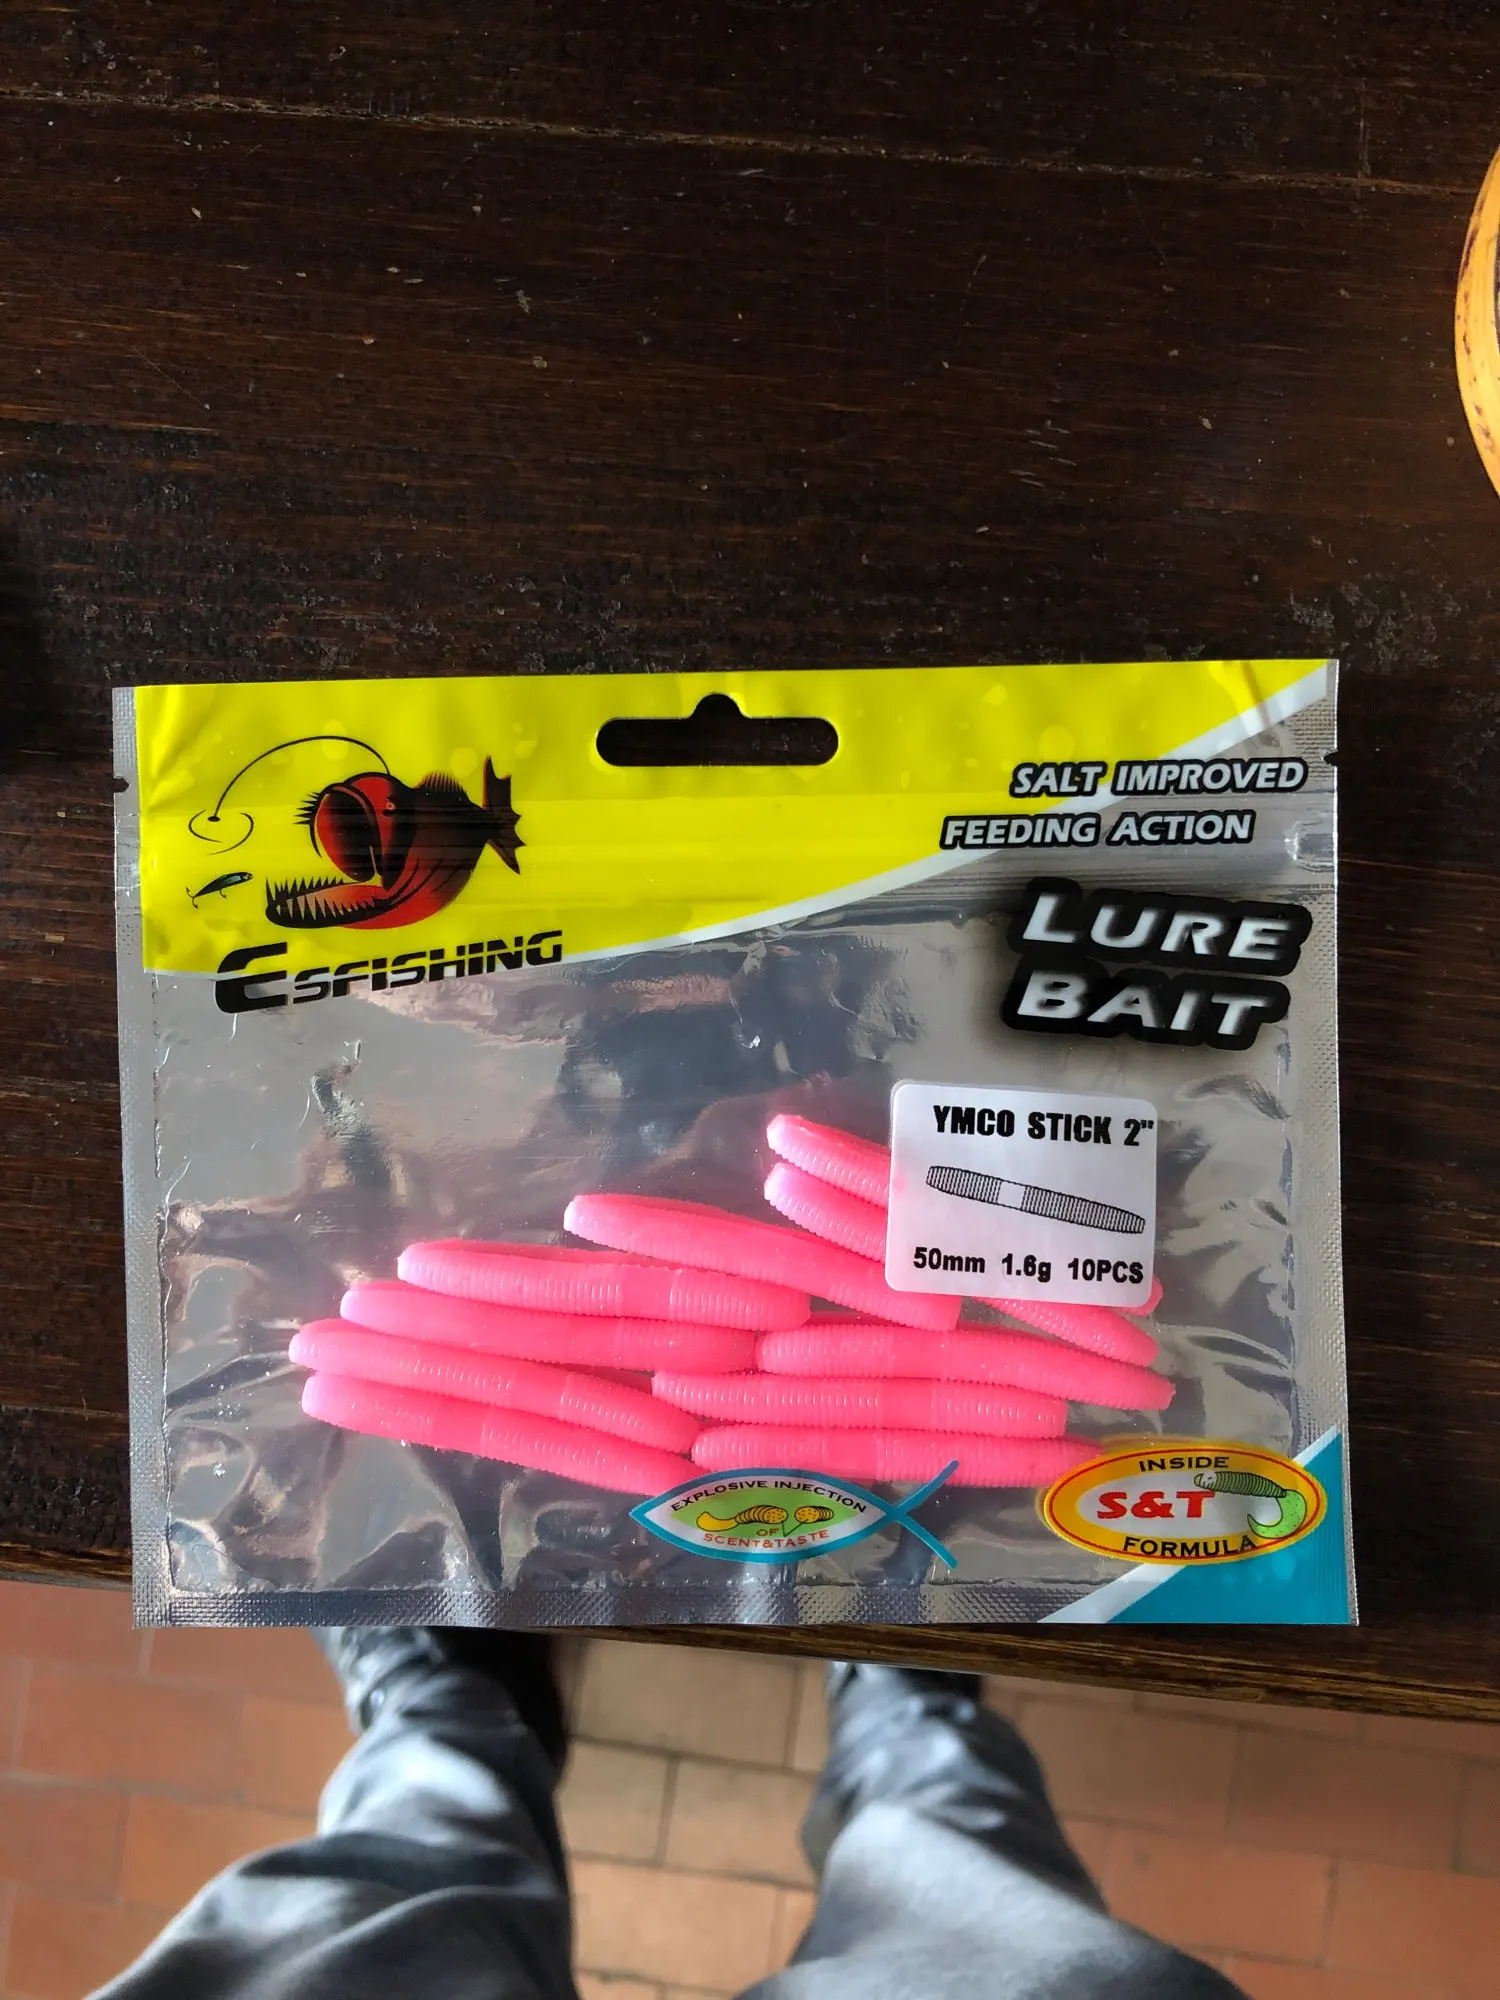 SALT IMPROVED
FEEDING ACTION
ESFISHING
LURE
BAIT
YMCO STICK 2"
50mm 1.6g 10PCS
EXPLOSIVE INJECTION
OF
SCENT&TASTE
INSIDE
S&T
FORMULA